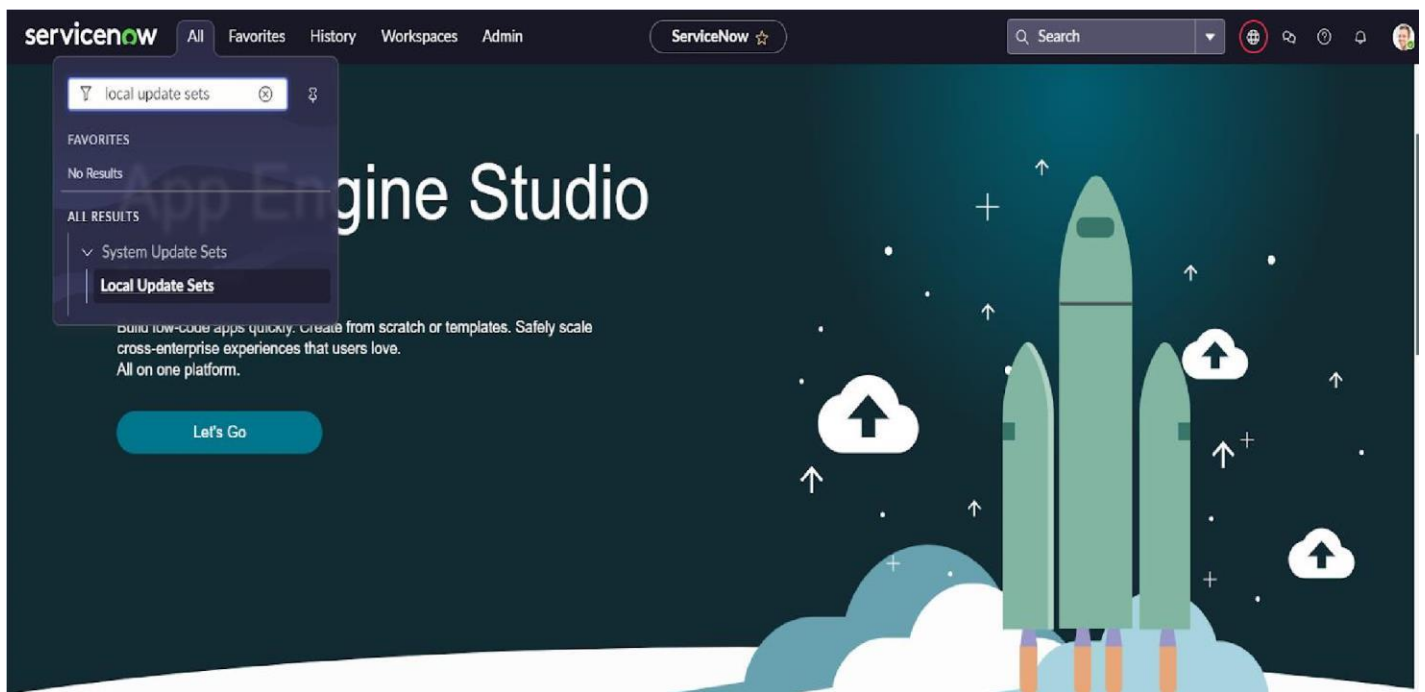 servicenow All Favorites History Workspaces Admin ServiceNow Search
local update sets
FAVORITES
No Results
App Engine Studio
ALL RESULTS
System Update Sets
Local Update Sets
Build low-code apps quickly. Create from scratch or templates. Safely scale
cross-enterprise experiences that users love.
All on one platform.
Let's Go